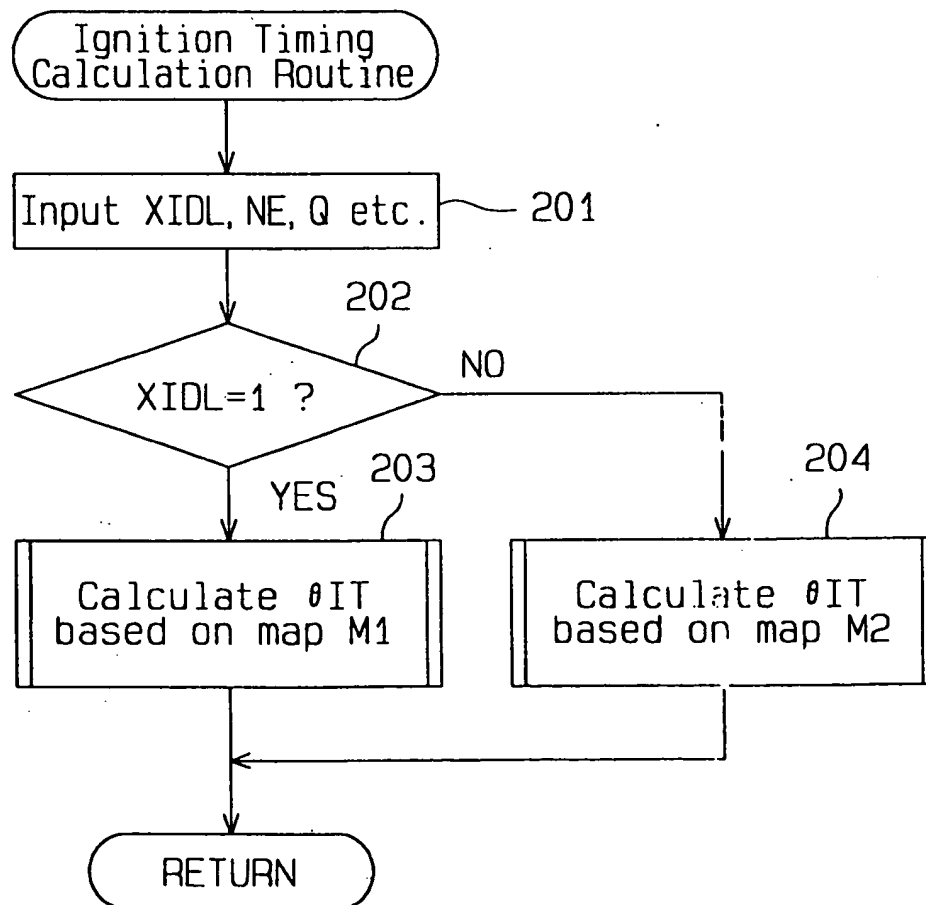 Ignition Timing
Calculation Routine
Input XIDL, NE, Q etc.
201
202
XIDL=1 ?
NO
YES
203
204
Calculate θIT
based on map M1
Calculate θIT
based on map M2
RETURN